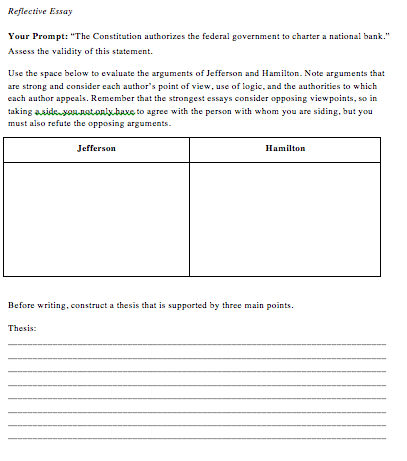 Reflective Essay
Your Prompt: “The Constitution authorizes the federal government to charter a national bank.”
Assess the validity of this statement.
Use the space below to evaluate the arguments of Jefferson and Hamilton. Note arguments that
are strong and consider each author’s point of view, use of logic, and the authorities to which
each author appeals. Remember that the strongest essays consider opposing viewpoints, so in
taking a side, you not only have to agree with the person with whom you are siding, but you
must also refute the opposing arguments.
Jefferson Hamilton
Before writing, construct a thesis that is supported by three main points.
Thesis: